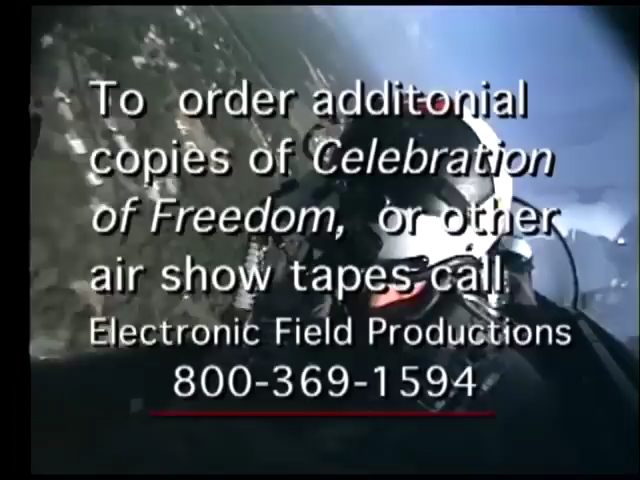 To order additonial
copies of Celebration
of Freedom, or other
air show tapes call
Electronic Field Productions
800-369-1594